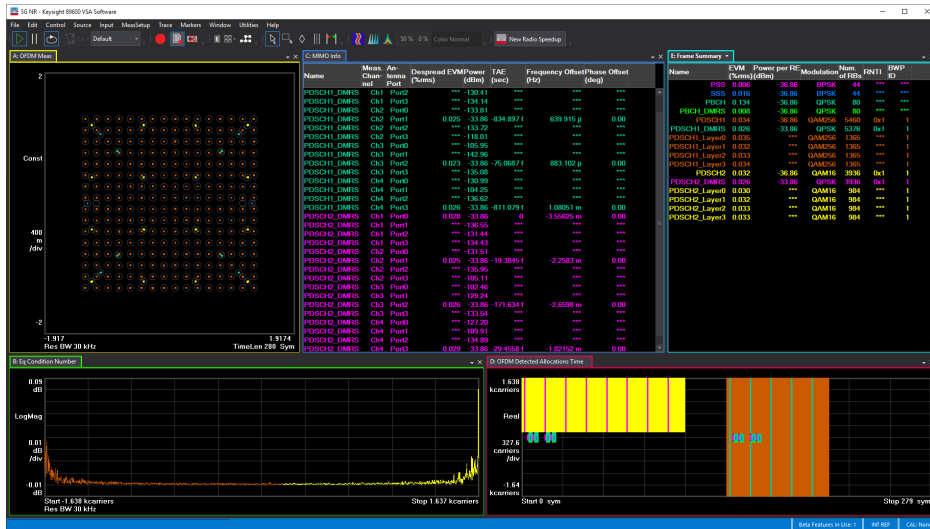 5G NR - Keysight 89600 VSA Software
File Edit Control Source Input MeasSetup Trace Markers Window Utilities Help
Default 50% 0% Color Normal New Radio Speedup
A: OFDM Meas
2
Const
400
m
/div
-2
-1.917 1.9174
Res BW 30 kHz TimeLen 280 Sym
C: MIMO Info
Name Meas. Chan-nel An-tenna Port Despread EVM (%rms) Power (dBm) TAE (sec) Frequency Offset (Hz) Phase Offset (deg)
PDSCH1_DMRS Ch1 Port2 *** -130.41 *** *** ***
PDSCH1_DMRS Ch1 Port3 *** -134.14 *** *** ***
PDSCH1_DMRS Ch2 Port0 *** -133.81 *** *** ***
PDSCH1_DMRS Ch2 Port1 0.025 -33.86 -834.897 f 639.915 µ 0.00
PDSCH1_DMRS Ch2 Port2 *** -133.72 *** *** ***
PDSCH1_DMRS Ch2 Port3 *** -118.01 *** *** ***
PDSCH1_DMRS Ch3 Port0 *** -105.95 *** *** ***
PDSCH1_DMRS Ch3 Port1 *** -142.96 *** *** ***
PDSCH1_DMRS Ch3 Port2 0.023 -33.86 -75.0687 f 883.102 µ 0.00
PDSCH1_DMRS Ch3 Port3 *** -135.08 *** *** ***
PDSCH1_DMRS Ch4 Port0 *** -130.99 *** *** ***
PDSCH1_DMRS Ch4 Port1 *** -104.25 *** *** ***
PDSCH1_DMRS Ch4 Port2 *** -136.62 *** *** ***
PDSCH1_DMRS Ch4 Port3 0.026 -33.86 -811.079 f 1.08051 m 0.00
PDSCH2_DMRS Ch1 Port0 0.028 -33.86 0 -3.55625 m 0.00
PDSCH2_DMRS Ch1 Port1 *** -136.55 *** *** ***
PDSCH2_DMRS Ch1 Port2 *** -131.44 *** *** ***
PDSCH2_DMRS Ch1 Port3 *** -134.43 *** *** ***
PDSCH2_DMRS Ch2 Port0 *** -131.51 *** *** ***
PDSCH2_DMRS Ch2 Port1 0.025 -33.86 -19.3845 f -2.2583 m 0.00
PDSCH2_DMRS Ch2 Port2 *** -135.95 *** *** ***
PDSCH2_DMRS Ch2 Port3 *** -105.11 *** *** ***
PDSCH2_DMRS Ch3 Port0 *** -102.46 *** *** ***
PDSCH2_DMRS Ch3 Port1 *** -129.24 *** *** ***
PDSCH2_DMRS Ch3 Port2 0.026 -33.86 -171.634 f -2.6598 m 0.00
PDSCH2_DMRS Ch3 Port3 *** -133.54 *** *** ***
PDSCH2_DMRS Ch4 Port0 *** -127.20 *** *** ***
PDSCH2_DMRS Ch4 Port1 *** -109.91 *** *** ***
PDSCH2_DMRS Ch4 Port2 *** -134.89 *** *** ***
PDSCH2_DMRS Ch4 Port3 0.029 -33.86 -29.4568 f -1.82162 m 0.00
E: Frame Summary
Name EVM (%rms) Power per RE (dBm) Modulation Num. of RBs RNTI BWP ID
PSS 0.006 -36.86 BPSK 44 *** ***
SSS 0.016 -36.86 BPSK 44 *** ***
PBCH 0.134 -36.86 QPSK 80 *** ***
PBCH_DMRS 0.008 -36.86 QPSK 80 *** ***
PDSCH1 0.034 -36.86 QAM256 5460 0x1 1
PDSCH1_DMRS 0.026 -33.86 QPSK 5376 0x1 1
PDSCH1_Layer0 0.035 *** QAM256 1365 *** 1
PDSCH1_Layer1 0.032 *** QAM256 1365 *** 1
PDSCH1_Layer2 0.033 *** QAM256 1365 *** 1
PDSCH1_Layer3 0.034 *** QAM256 1365 *** 1
PDSCH2 0.032 -36.86 QAM16 3936 0x1 1
PDSCH2_DMRS 0.026 -33.86 QPSK 3936 0x1 1
PDSCH2_Layer0 0.030 *** QAM16 984 *** 1
PDSCH2_Layer1 0.032 *** QAM16 984 *** 1
PDSCH2_Layer2 0.033 *** QAM16 984 *** 1
PDSCH2_Layer3 0.033 *** QAM16 984 *** 1
B: Eq Condition Number
0.09
dB
LogMag
0.01
dB
/div
-0.01
dB
Start -1.638 kcarriers Stop 1.637 kcarriers
Res BW 30 kHz
D: OFDM Detected Allocations Time
1.638
kcarriers
Real
327.6
carriers
/div
-1.64
kcarriers
Start 0 sym Stop 279 sym
Beta Features In Use: 1 INT REF CAL: None